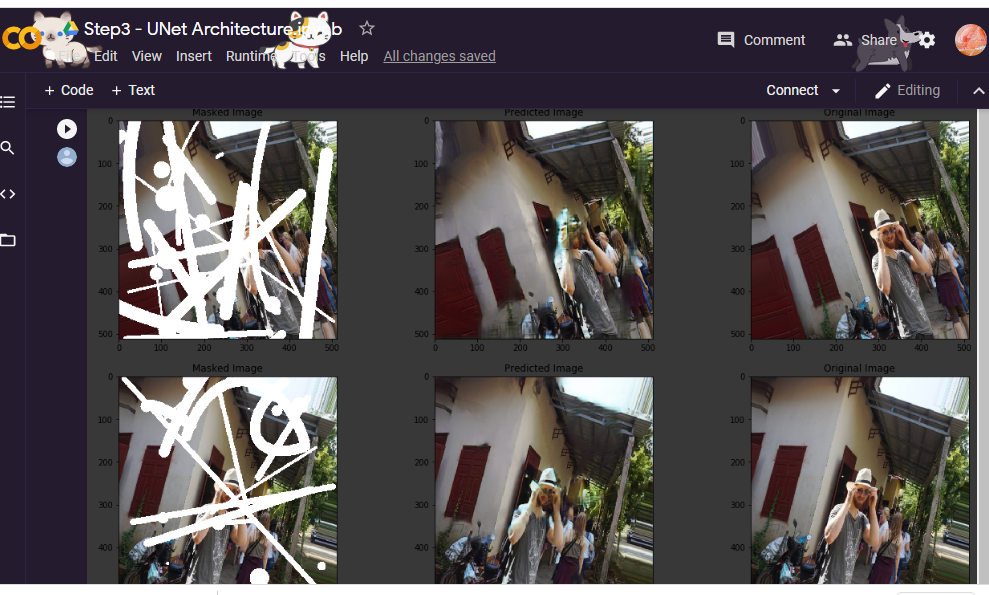 Step3 - UNet Architecture.i b
Edit View Insert Runtime Tools Help All changes saved
Comment Share
+ Code + Text Connect Editing
Masked Image Predicted Image Original Image
0 0 0
100 100 100
200 200 200
300 300 300
400 400 400
500 500 500
0 100 200 300 400 500 0 100 200 300 400 500 0 100 200 300 400 500
Masked Image Predicted Image Original Image
0 0 0
100 100 100
200 200 200
300 300 300
400 400 400